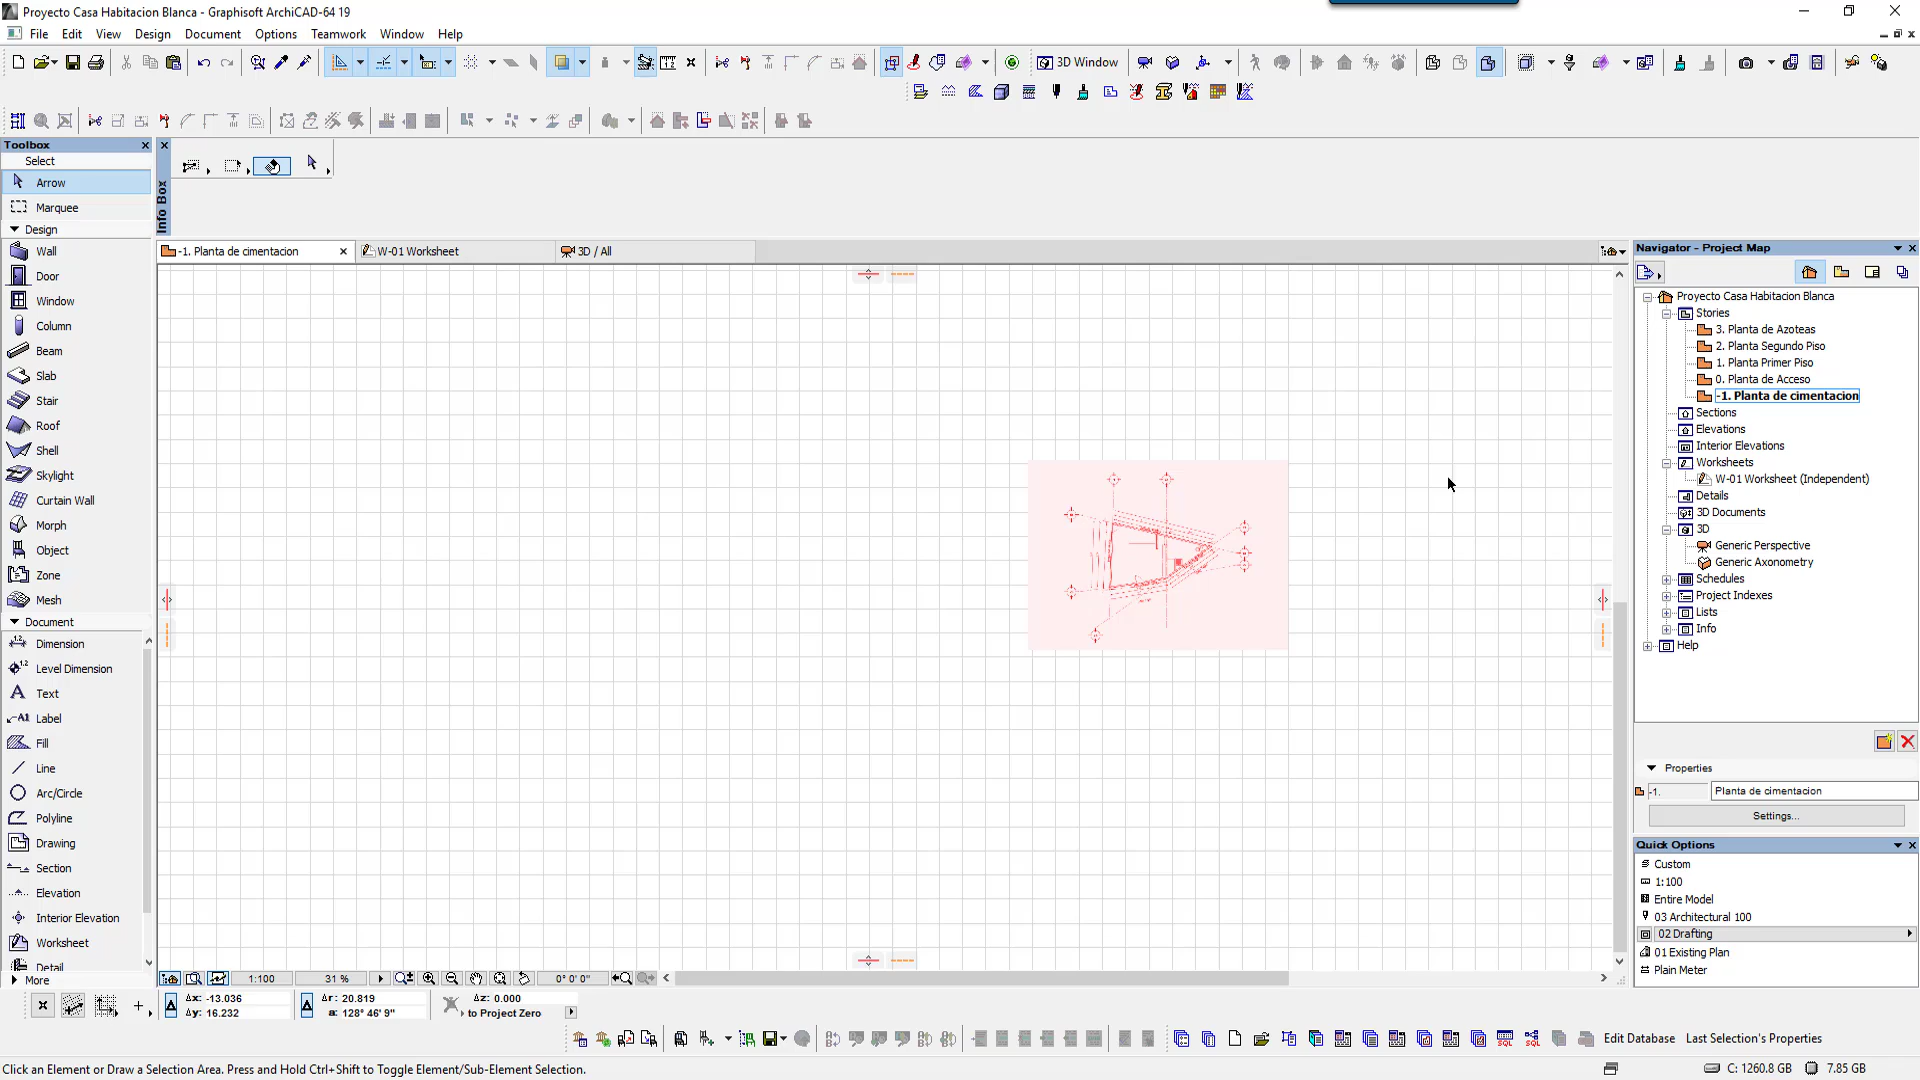 Proyecto Casa Habitacion Blanca - Graphisoft ArchiCAD-64 19
File Edit View Design Document Options Teamwork Window Help
3D Window
Toolbox
Select
Arrow
Marquee
Design
Wall
Door
Window
Column
Beam
Slab
Stair
Roof
Shell
Skylight
Curtain Wall
Morph
Object
Zone
Mesh
Document
Dimension
Level Dimension
Text
Label
Fill
Line
Arc/Circle
Polyline
Drawing
Section
Elevation
Interior Elevation
Worksheet
Detail
More
Info Box
-1. Planta de cimentacion
W-01 Worksheet
3D / All
Navigator - Project Map
Proyecto Casa Habitacion Blanca
Stories
3. Planta de Azoteas
2. Planta Segundo Piso
1. Planta Primer Piso
0. Planta de Acceso
-1. Planta de cimentacion
Sections
Elevations
Interior Elevations
Worksheets
W-01 Worksheet (Independent)
Details
3D Documents
3D
Generic Perspective
Generic Axonometry
Schedules
Project Indexes
Lists
Info
Help
Properties
-1. Planta de cimentacion
Settings...
Quick Options
Custom
1:100
Entire Model
03 Architectural 100
02 Drafting
01 Existing Plan
Plain Meter
1:100 31 % 0° 0' 0"
Δx: -13.036 Δr: 20.819 Δz: 0.000
Δy: 16.232 a: 128° 46' 9" to Project Zero
Edit Database Last Selection's Properties
Click an Element or Draw a Selection Area. Press and Hold Ctrl+Shift to Toggle Element/Sub-Element Selection.
C: 1260.8 GB 7.85 GB